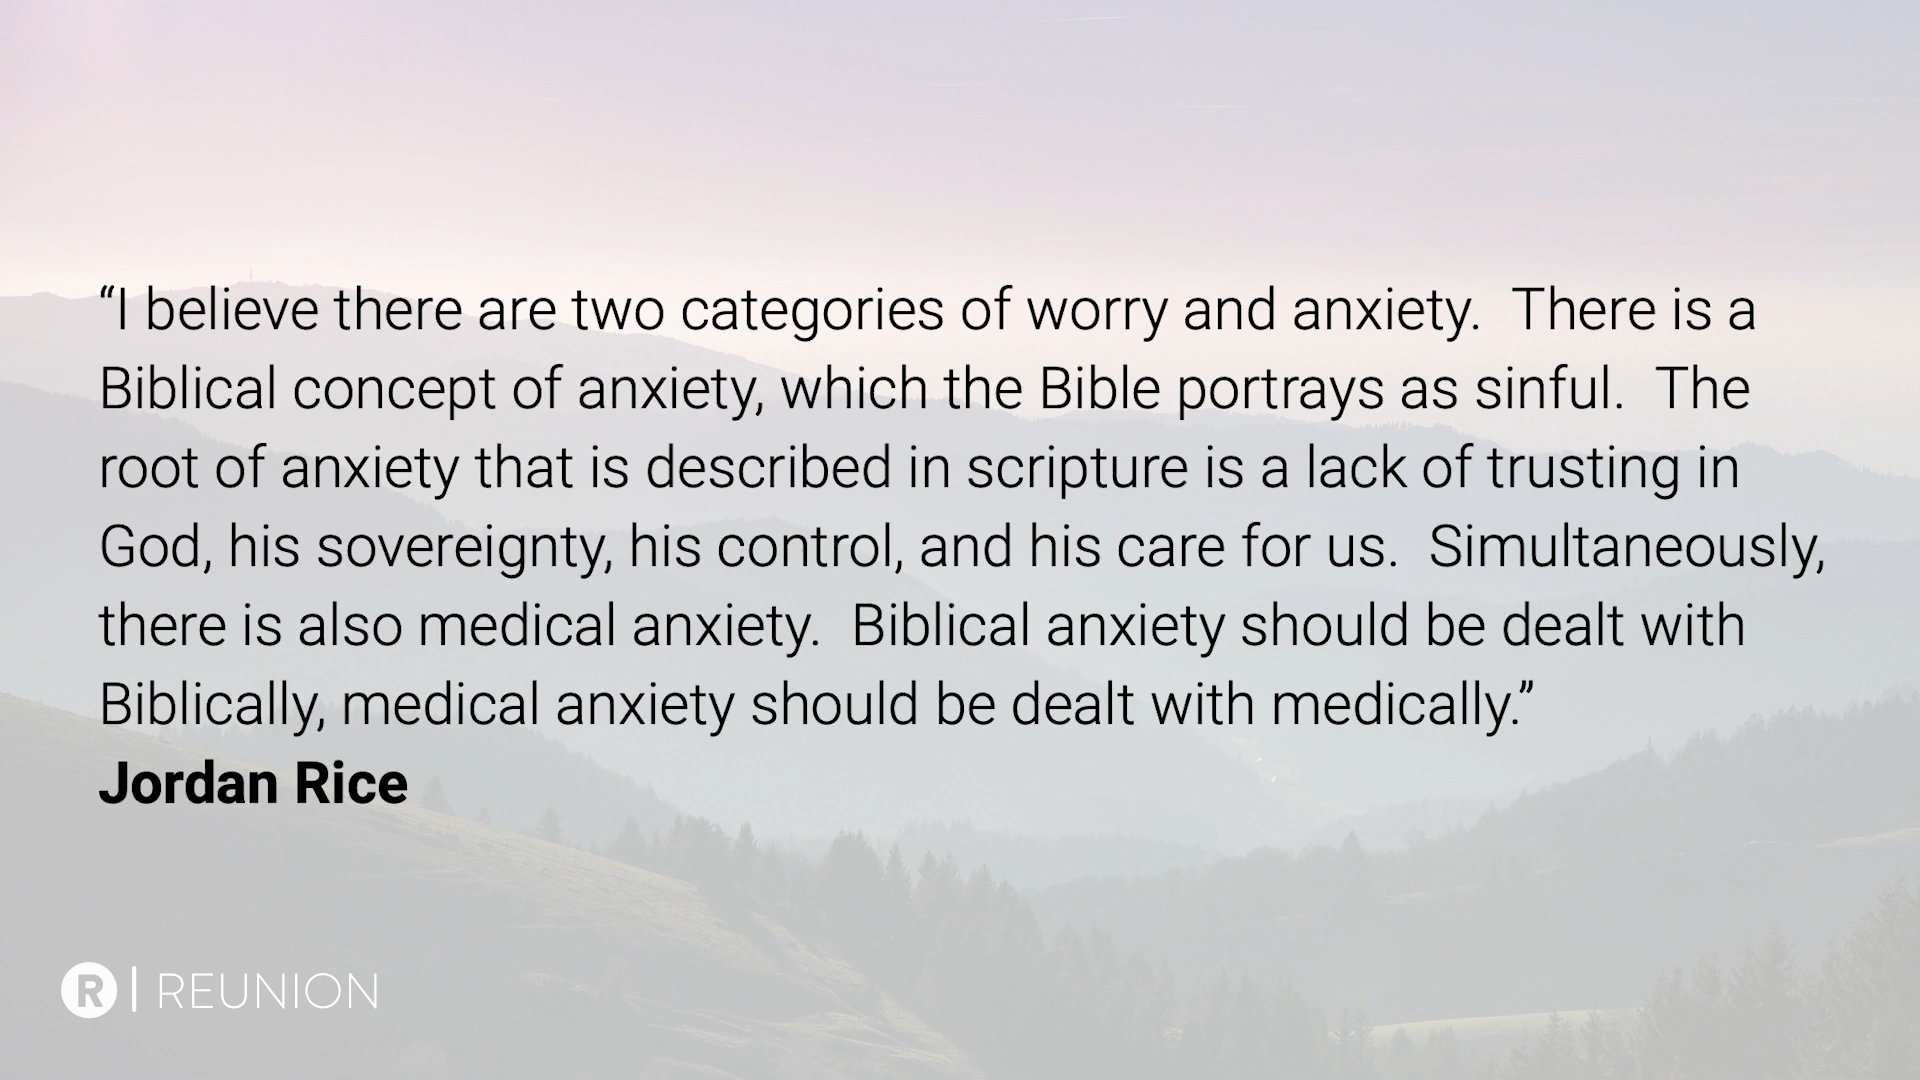 “I believe there are two categories of worry and anxiety.  There is a
Biblical concept of anxiety, which the Bible portrays as sinful.  The
root of anxiety that is described in scripture is a lack of trusting in
God, his sovereignty, his control, and his care for us.  Simultaneously,
there is also medical anxiety.  Biblical anxiety should be dealt with
Biblically, medical anxiety should be dealt with medically.”
Jordan Rice
R | REUNION